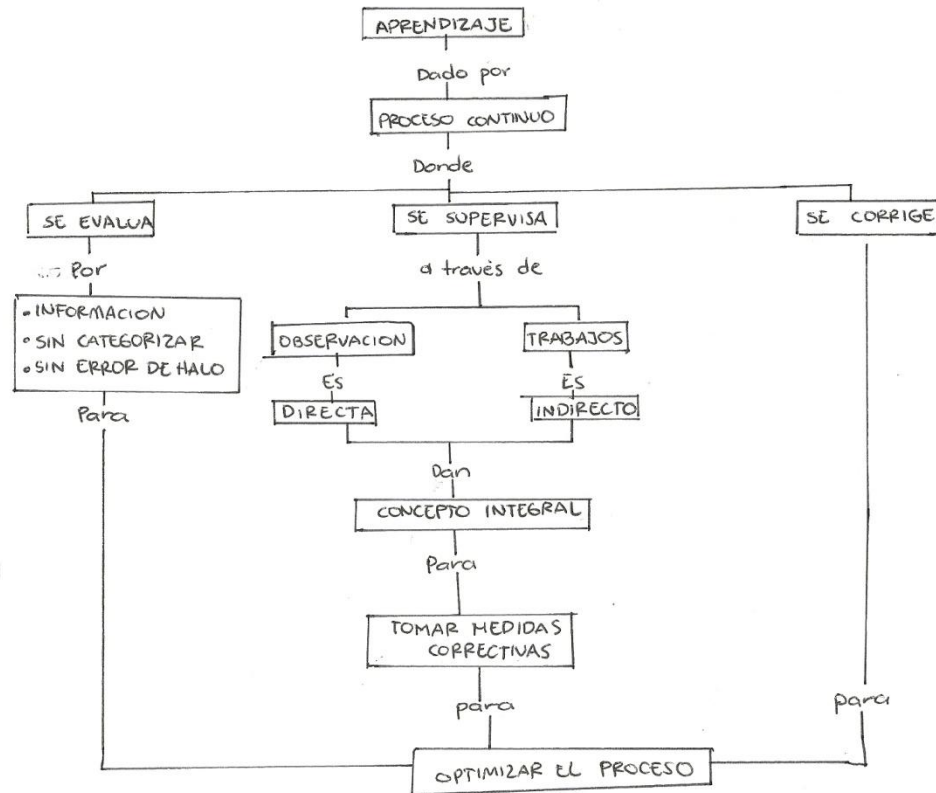 APRENDIZAJE
Dado por
PROCESO CONTINUO
Donde
SE EVALUA
SE SUPERVISA
SE CORRIGE
Por
a través de
• INFORMACION
• SIN CATEGORIZAR
• SIN ERROR DE HALO
OBSERVACION
TRABAJOS
ES
ES
DIRECTA
INDIRECTO
Para
Dan
CONCEPTO INTEGRAL
Para
TOMAR MEDIDAS
CORRECTIVAS
para
para
OPTIMIZAR EL PROCESO